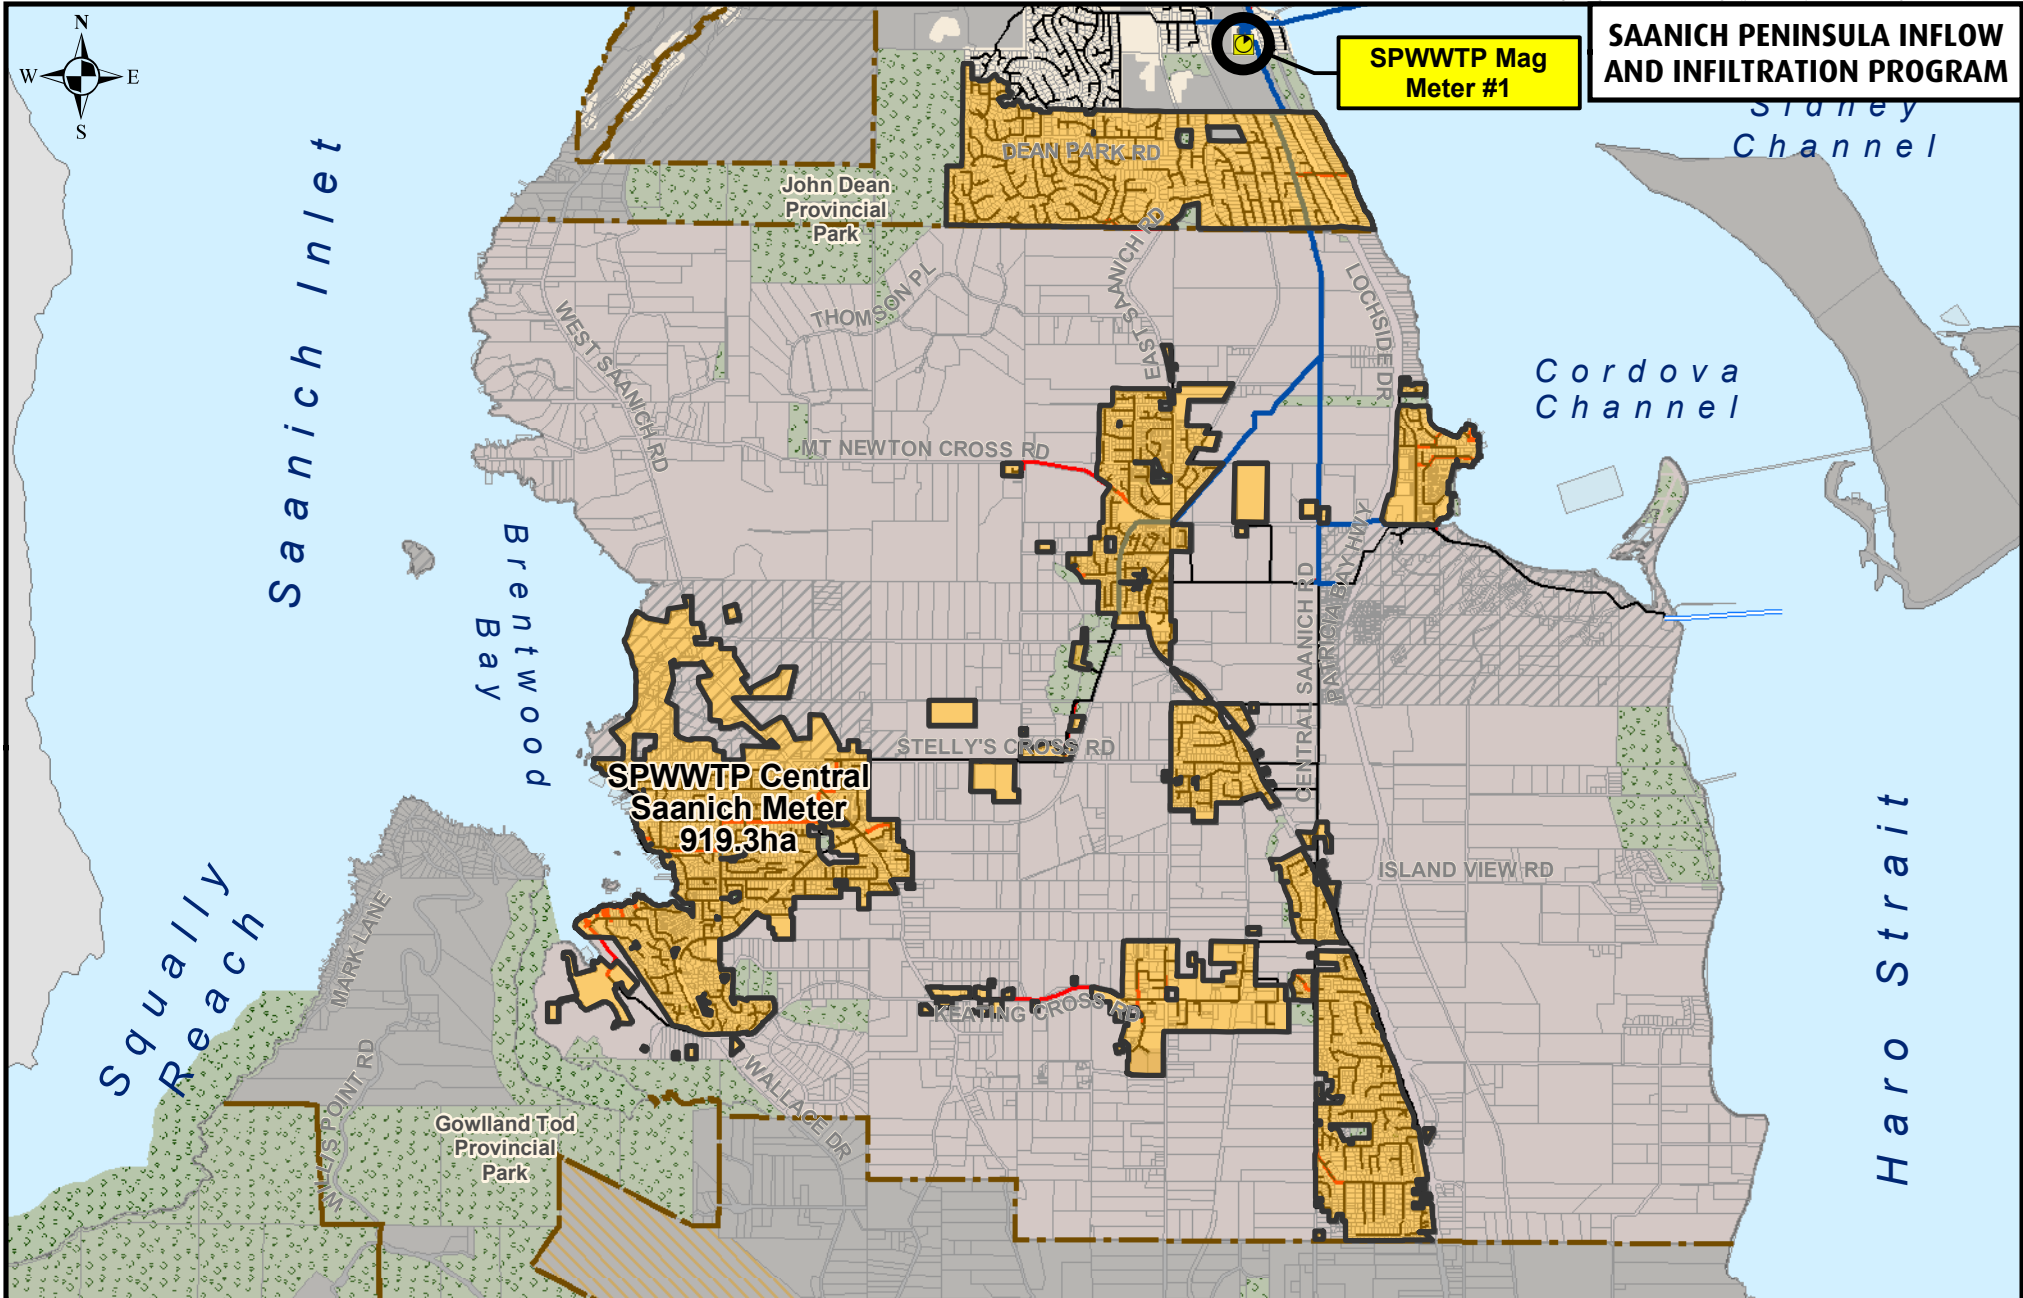 N
W
E
S
SAANICH PENINSULA INFLOW
AND INFILTRATION PROGRAM
SPWWTP Mag
Meter #1
Sidney
Channel
DEAN PARK RD
John Dean
Provincial
Park
Saanich Inlet
EAST SAANICH RD
THOMSON PL
LOCHSIDE DR
WEST SAANICH RD
Cordova
Channel
MT NEWTON CROSS RD
Brentwood
Bay
CENTRAL SAANICH RD
PATRICIA BAY HWY
STELLY'S CROSS RD
SPWWTP Central
Saanich Meter
919.3ha
ISLAND VIEW RD
Haro Strait
Squally
Reach
MARK LANE
KEATING CROSS RD
WALLACE DR
WILLIS POINT RD
Gowlland Tod
Provincial
Park